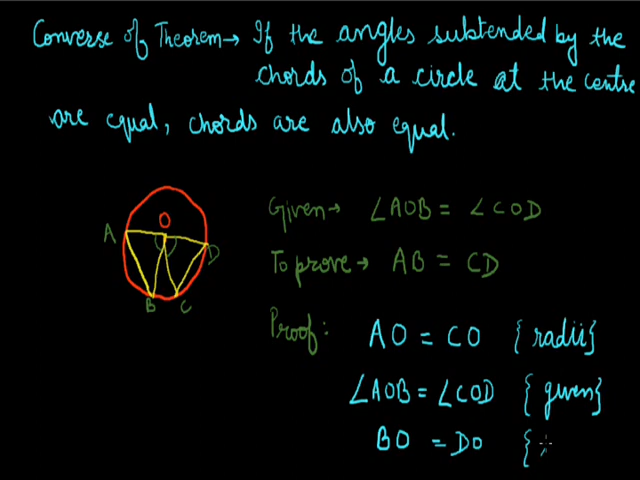 Converse of Theorem → If the angles subtended by the
chords of a circle at the centre
are equal, chords are also equal.
A
O
D
B
C
Given → ∠AOB = ∠COD
To prove → AB = CD
Proof:
AO = CO { radii}
∠AOB = ∠COD { given}
BO = DO {